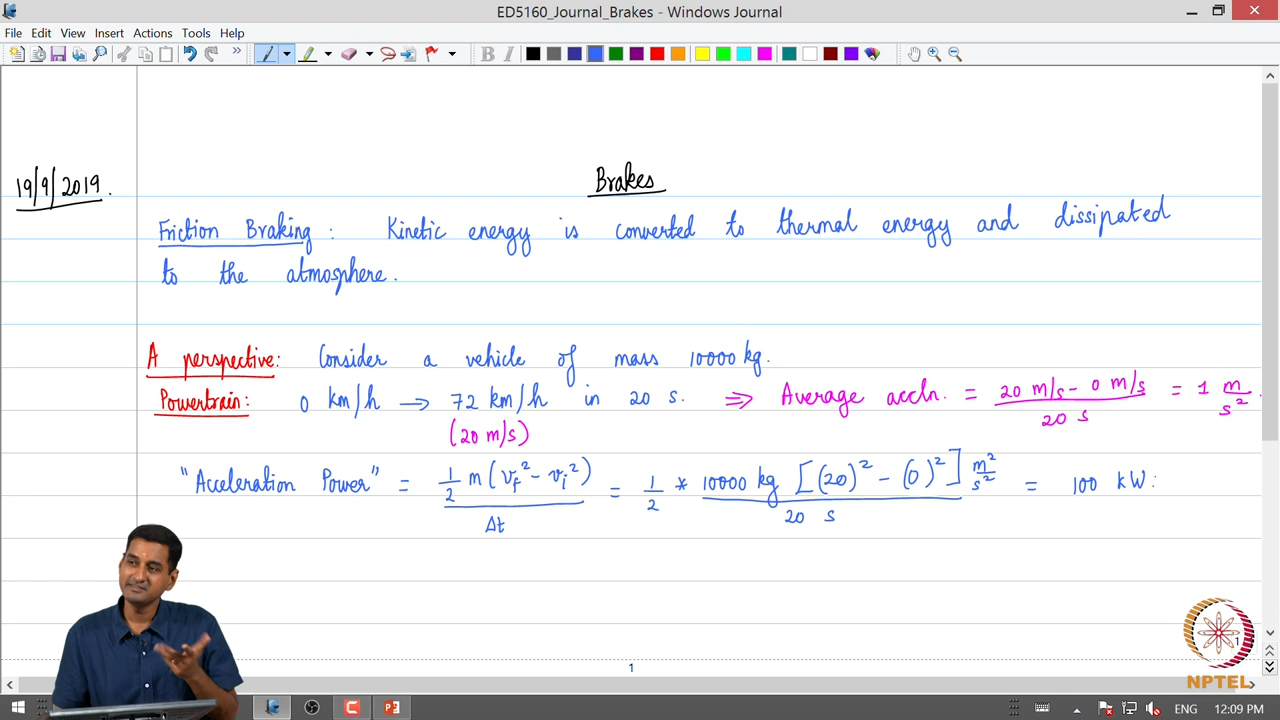 ED5160_Journal_Brakes - Windows Journal
File Edit View Insert Actions Tools Help
B I
19/9/2019.
Brakes
Friction Braking : Kinetic energy is converted to thermal energy and dissipated
to the atmosphere.
A perspective: Consider a vehicle of mass 10000 kg.
Powertrain: 0 km/h → 72 km/h in 20 s. ⇒ Average accln. = (20 m/s - 0 m/s) / 20 s = 1 m/s².
(20 m/s)
"Acceleration Power" = ½ m(v_f² - v_i²) / Δt = ½ * 10000 kg [(20)² - (0)²] m²/s² / 20 s = 100 kW.
1
1
NPTEL
ENG 12:09 PM